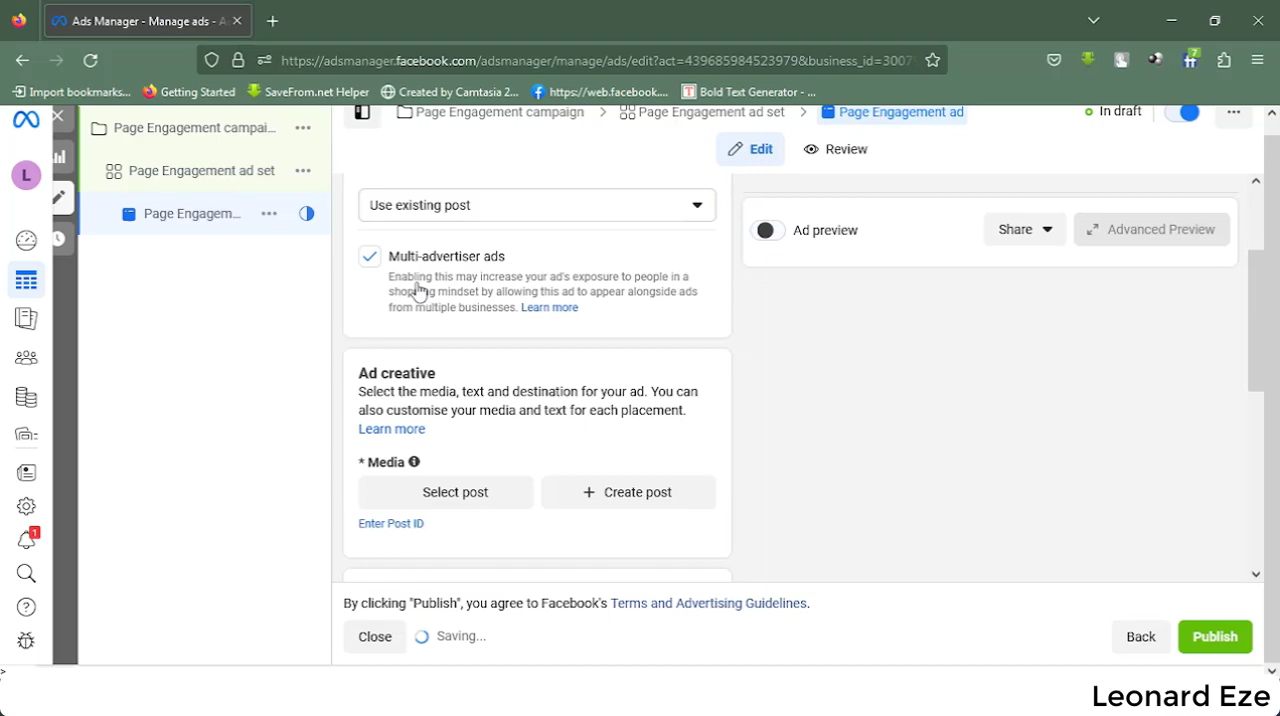 Ads Manager - Manage ads - A
https://adsmanager.facebook.com/adsmanager/manage/ads/edit?act=439685984523979&business_id=3007
7
Import bookmarks...
Getting Started
SaveFrom.net Helper
Created by Camtasia 2...
https://web.facebook....
Bold Text Generator - ...
Page Engagement campai...
Page Engagement campaign
Page Engagement ad set
Page Engagement ad
In draft
Edit
Review
L
Page Engagement ad set
Page Engagem...
Use existing post
Ad preview
Share
Advanced Preview
Multi-advertiser ads
Enabling this may increase your ad's exposure to people in a
shopping mindset by allowing this ad to appear alongside ads
from multiple businesses. Learn more
Ad creative
Select the media, text and destination for your ad. You can
also customise your media and text for each placement.
Learn more
* Media
Select post
+ Create post
Enter Post ID
1
By clicking "Publish", you agree to Facebook's Terms and Advertising Guidelines.
Close
Saving...
Back
Publish
>
Leonard Eze